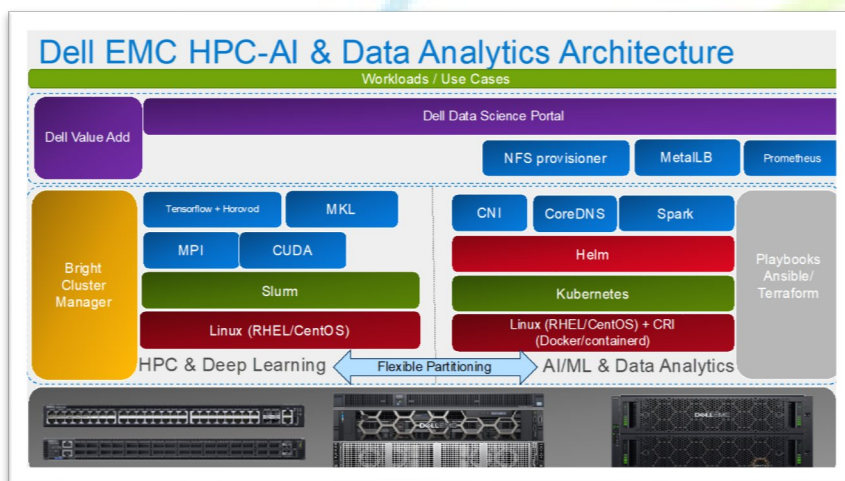 Dell EMC HPC-AI & Data Analytics Architecture
Workloads / Use Cases
Dell Value Add
Dell Data Science Portal
NFS provisioner
MetalLB
Prometheus
Bright
Cluster
Manager
Tensorflow + Horovod
MKL
MPI
CUDA
Slurm
Linux (RHEL/CentOS)
HPC & Deep Learning
Flexible Partitioning
CNI
CoreDNS
Spark
Helm
Kubernetes
Linux (RHEL/CentOS) + CRI
(Docker/containerd)
AI/ML & Data Analytics
Playbooks
Ansible/
Terraform
DELLEMC
DELLEMC